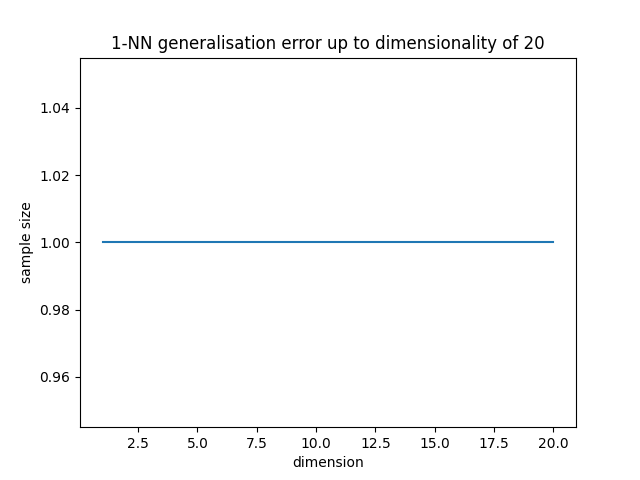 1-NN generalisation error up to dimensionality of 20
1.04
1.02
1.00
0.98
0.96
sample size
2.5 5.0 7.5 10.0 12.5 15.0 17.5 20.0
dimension